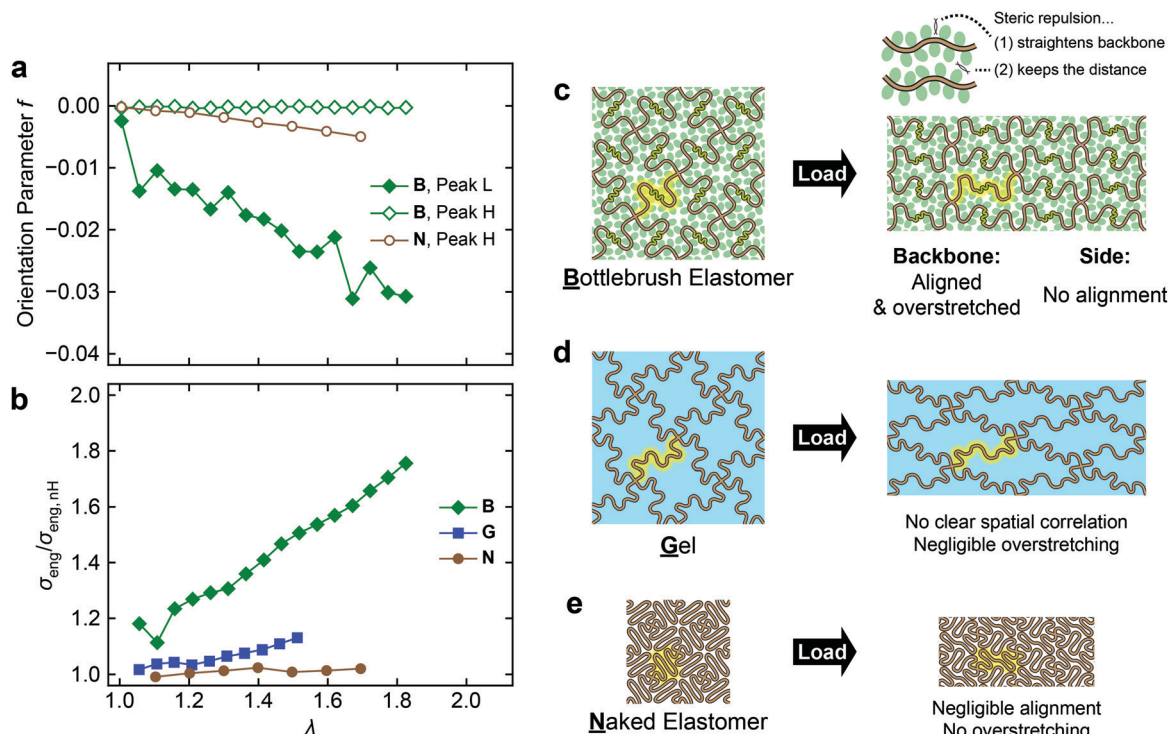 a
Orientation Parameter f
0.00
−0.01
−0.02
−0.03
−0.04
B, Peak L
B, Peak H
N, Peak H
b
σeng/σeng, nH
2.0
1.8
1.6
1.4
1.2
1.0
B
G
N
1.0 1.2 1.4 1.6 1.8 2.0
λ
Steric repulsion...
(1) straightens backbone
(2) keeps the distance
c
Load
Bottlebrush Elastomer
Backbone:
Aligned
& overstretched
Side:
No alignment
d
Load
Gel
No clear spatial correlation
Negligible overstretching
e
Load
Naked Elastomer
Negligible alignment
No overstretching